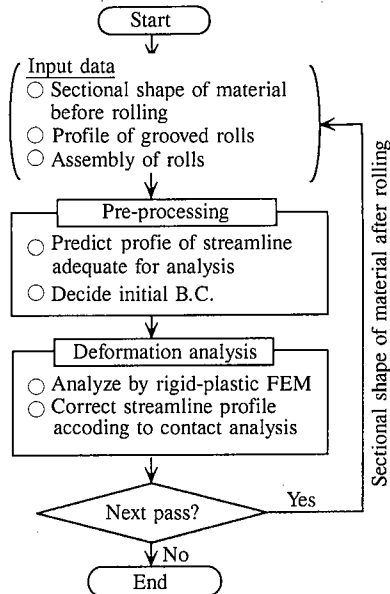 Start
Input data
○ Sectional shape of material
before rolling
○ Profile of grooved rolls
○ Assembly of rolls
Pre-processing
○ Predict profie of streamline
adequate for analysis
○ Decide initial B.C.
Deformation analysis
○ Analyze by rigid-plastic FEM
○ Correct streamline profile
accoding to contact analysis
Next pass?
Yes
No
End
Sectional shape of material after rolling